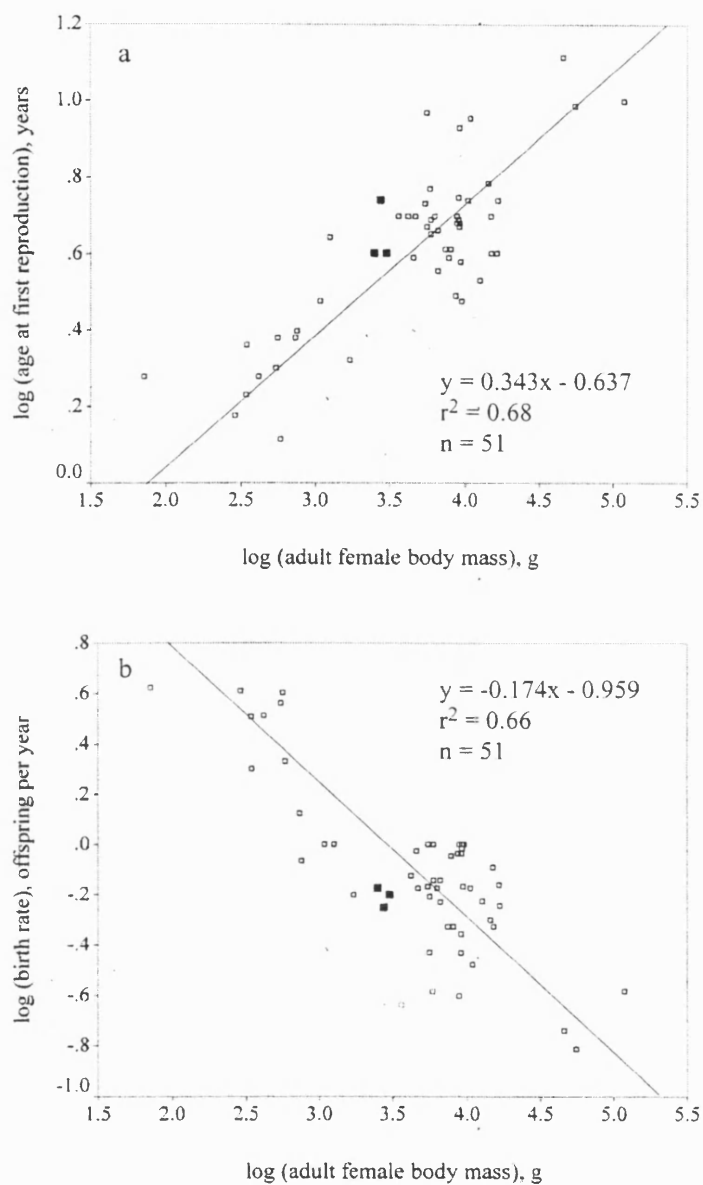 a
log (age at first reproduction), years
1.2
1.0
.8
.6
.4
.2
0.0
y = 0.343x - 0.637
r² = 0.68
n = 51
1.5 2.0 2.5 3.0 3.5 4.0 4.5 5.0 5.5
log (adult female body mass), g
b
log (birth rate), offspring per year
.8
.6
.4
.2
.0
-.2
-.4
-.6
-.8
-1.0
y = -0.174x - 0.959
r² = 0.66
n = 51
1.5 2.0 2.5 3.0 3.5 4.0 4.5 5.0 5.5
log (adult female body mass), g